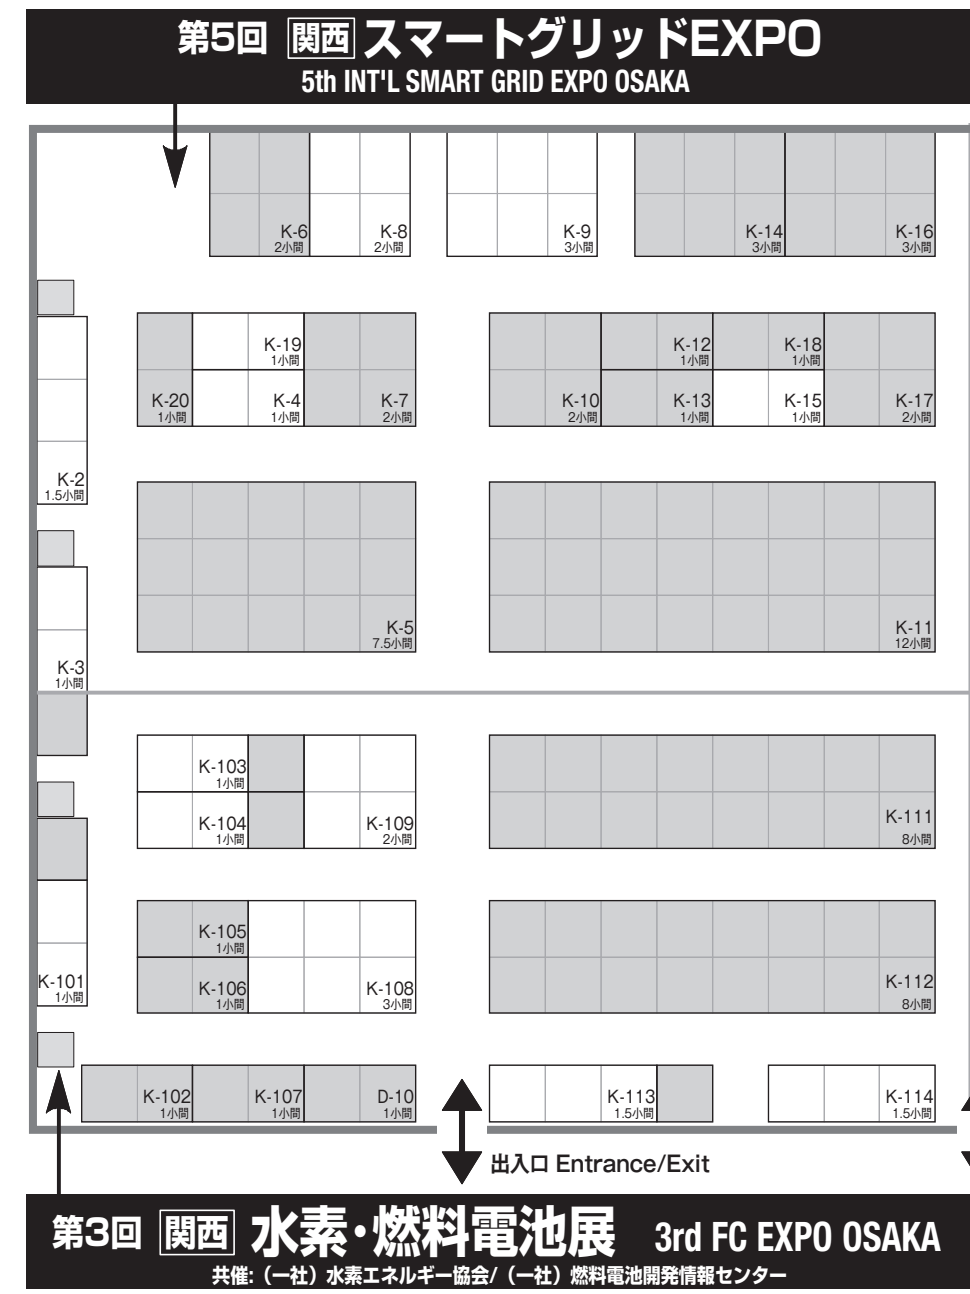 第5回 関西 スマートグリッドEXPO
5th INT'L SMART GRID EXPO OSAKA
K-6
2小間
K-8
2小間
K-9
3小間
K-14
3小間
K-16
3小間
K-19
1小間
K-12
1小間
K-18
1小間
K-20
1小間
K-4
1小間
K-7
2小間
K-10
2小間
K-13
1小間
K-15
1小間
K-17
2小間
K-2
1.5小間
K-5
7.5小間
K-11
12小間
K-3
1小間
K-103
1小間
K-104
1小間
K-109
2小間
K-111
8小間
K-105
1小間
K-106
1小間
K-108
3小間
K-112
8小間
K-101
1小間
K-102
1小間
K-107
1小間
D-10
1小間
K-113
1.5小間
K-114
1.5小間
出入口 Entrance/Exit
第3回 関西 水素・燃料電池展 3rd FC EXPO OSAKA
共催:（一社）水素エネルギー協会/（一社）燃料電池開発情報センター